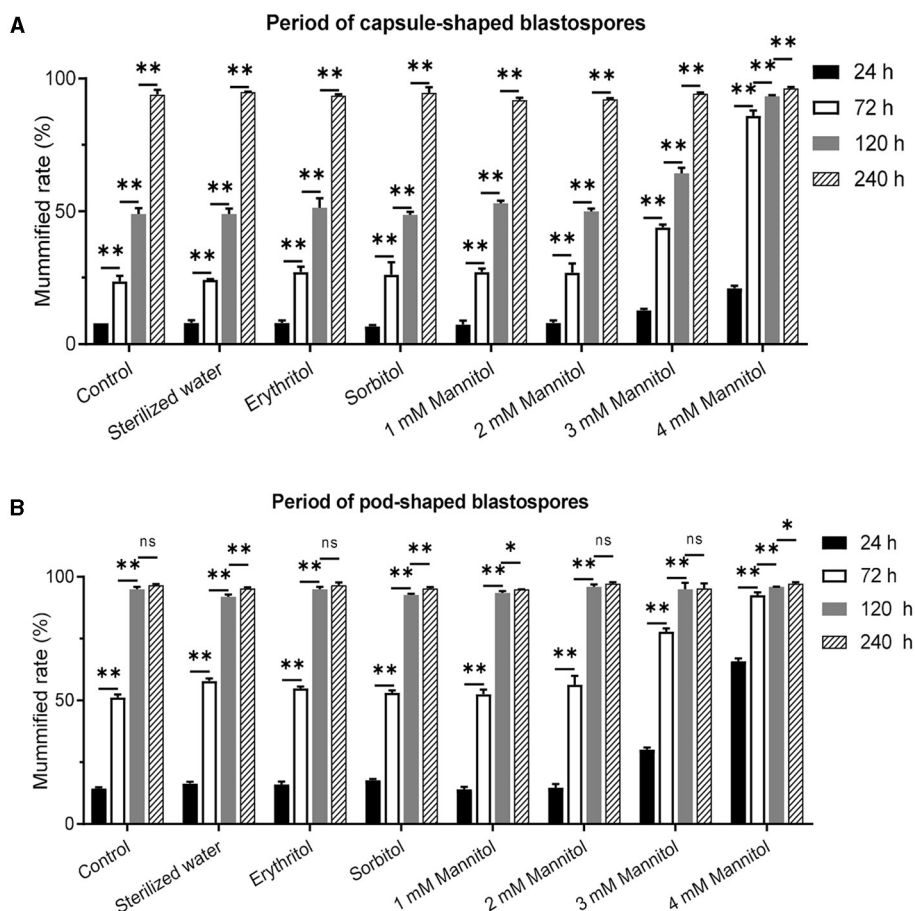 A
Period of capsule-shaped blastospores
Mummified rate (%)
100
50
0
** ** **
** ** **
** ** **
** ** **
** ** **
** ** **
** ** **
** ** **
24 h
72 h
120 h
240 h
Control
Sterilized water
Erythritol
Sorbitol
1 mM Mannitol
2 mM Mannitol
3 mM Mannitol
4 mM Mannitol
B
Period of pod-shaped blastospores
Mummified rate (%)
100
50
0
** ** ns
** ** **
** ** ns
** ** **
** ** *
** ** ns
** ** ns
** ** *
24 h
72 h
120 h
240 h
Control
Sterilized water
Erythritol
Sorbitol
1 mM Mannitol
2 mM Mannitol
3 mM Mannitol
4 mM Mannitol